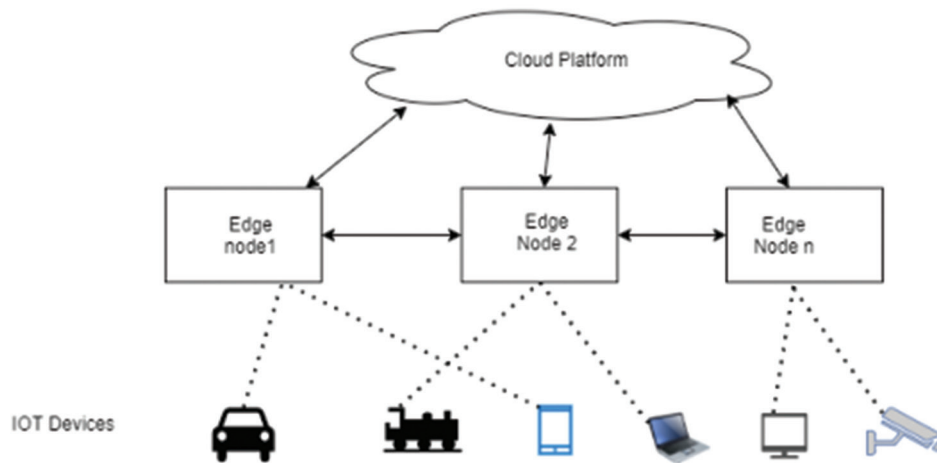 Cloud Platform
Edge
node1
Edge
Node 2
Edge
Node n
IOT Devices